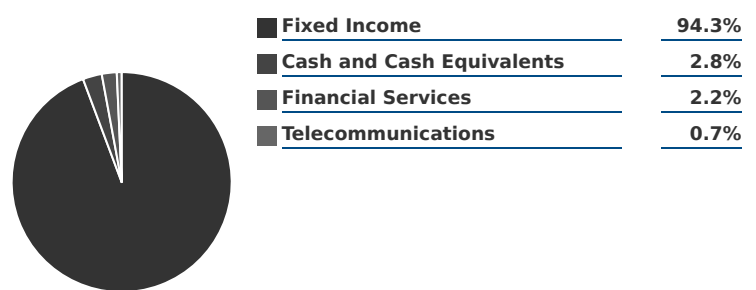 Fixed Income 94.3%
Cash and Cash Equivalents 2.8%
Financial Services 2.2%
Telecommunications 0.7%